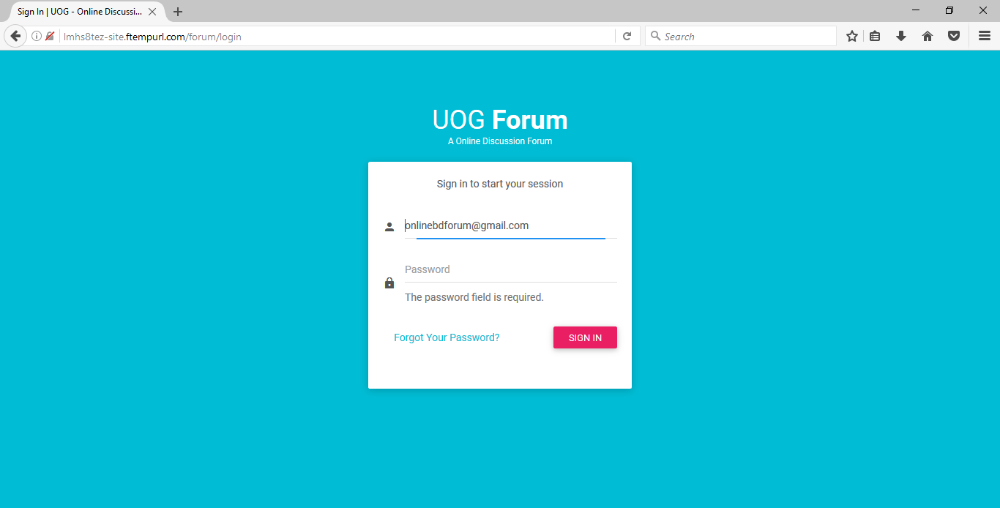 Sign In | UOG - Online Discussi...
lmhs8tez-site.ftempurl.com/forum/login
Search
UOG Forum
A Online Discussion Forum
Sign in to start your session
onlinebdforum@gmail.com
Password
The password field is required.
Forgot Your Password?
SIGN IN